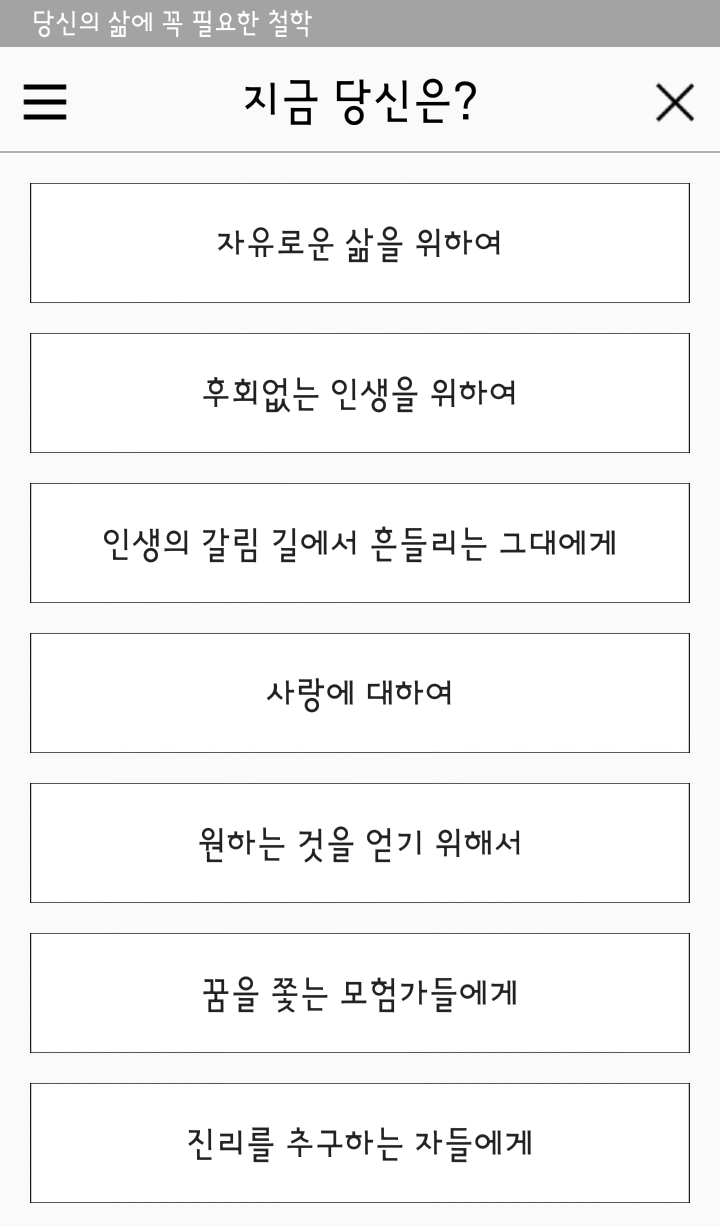 당신의 삶에 꼭 필요한 철학
지금 당신은?
자유로운 삶을 위하여
후회없는 인생을 위하여
인생의 갈림 길에서 흔들리는 그대에게
사랑에 대하여
원하는 것을 얻기 위해서
꿈을 쫓는 모험가들에게
진리를 추구하는 자들에게